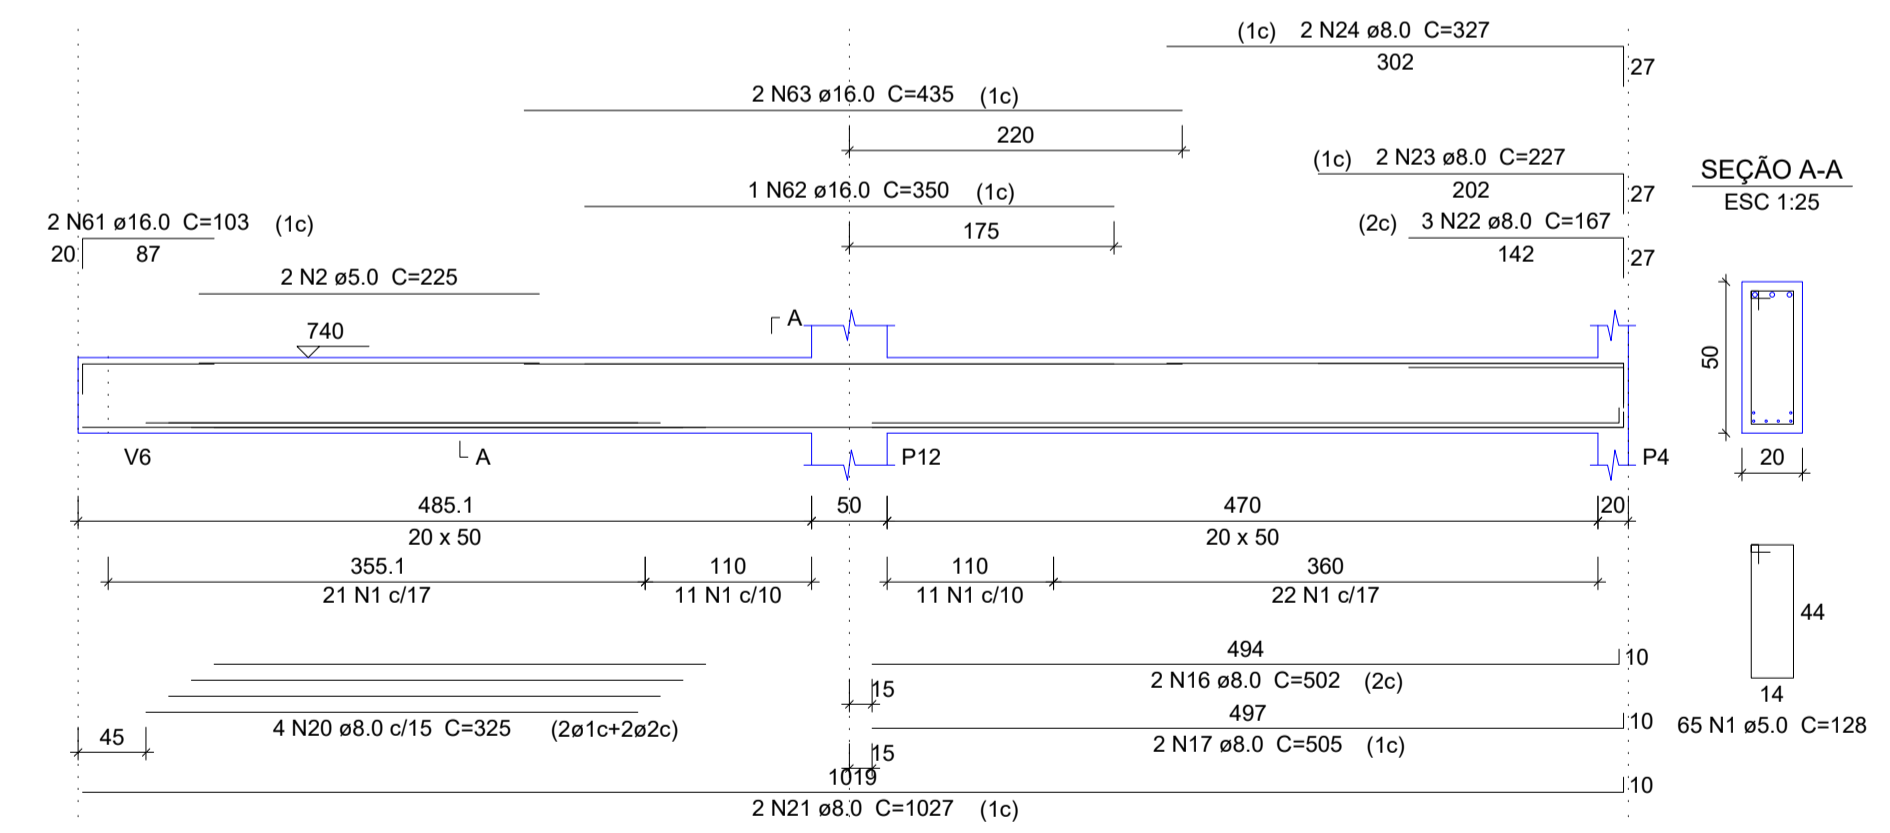 (1c) 2 N24 ø8.0 C=327
302
27
2 N63 ø16.0 C=435 (1c)
220
(1c) 2 N23 ø8.0 C=227
202
27
SEÇÃO A-A
ESC 1:25
1 N62 ø16.0 C=350 (1c)
175
2 N61 ø16.0 C=103 (1c)
20
87
(2c) 3 N22 ø8.0 C=167
142
27
2 N2 ø5.0 C=225
740
A
50
20
V6
A
P12
P4
485.1
50
470
20
20 x 50
20 x 50
355.1
110
110
360
21 N1 c/17
11 N1 c/10
11 N1 c/10
22 N1 c/17
44
14
65 N1 ø5.0 C=128
494
10
2 N16 ø8.0 C=502 (2c)
15
497
10
2 N17 ø8.0 C=505 (1c)
15
4 N20 ø8.0 c/15 C=325 (2ø1c+2ø2c)
45
1019
10
2 N21 ø8.0 C=1027 (1c)